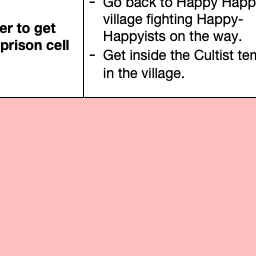 Go back to Happy Happ
village fighting Happy-
er to get
Happyists on the way.
prison cell
- Get inside the Cultist ten
in the village.